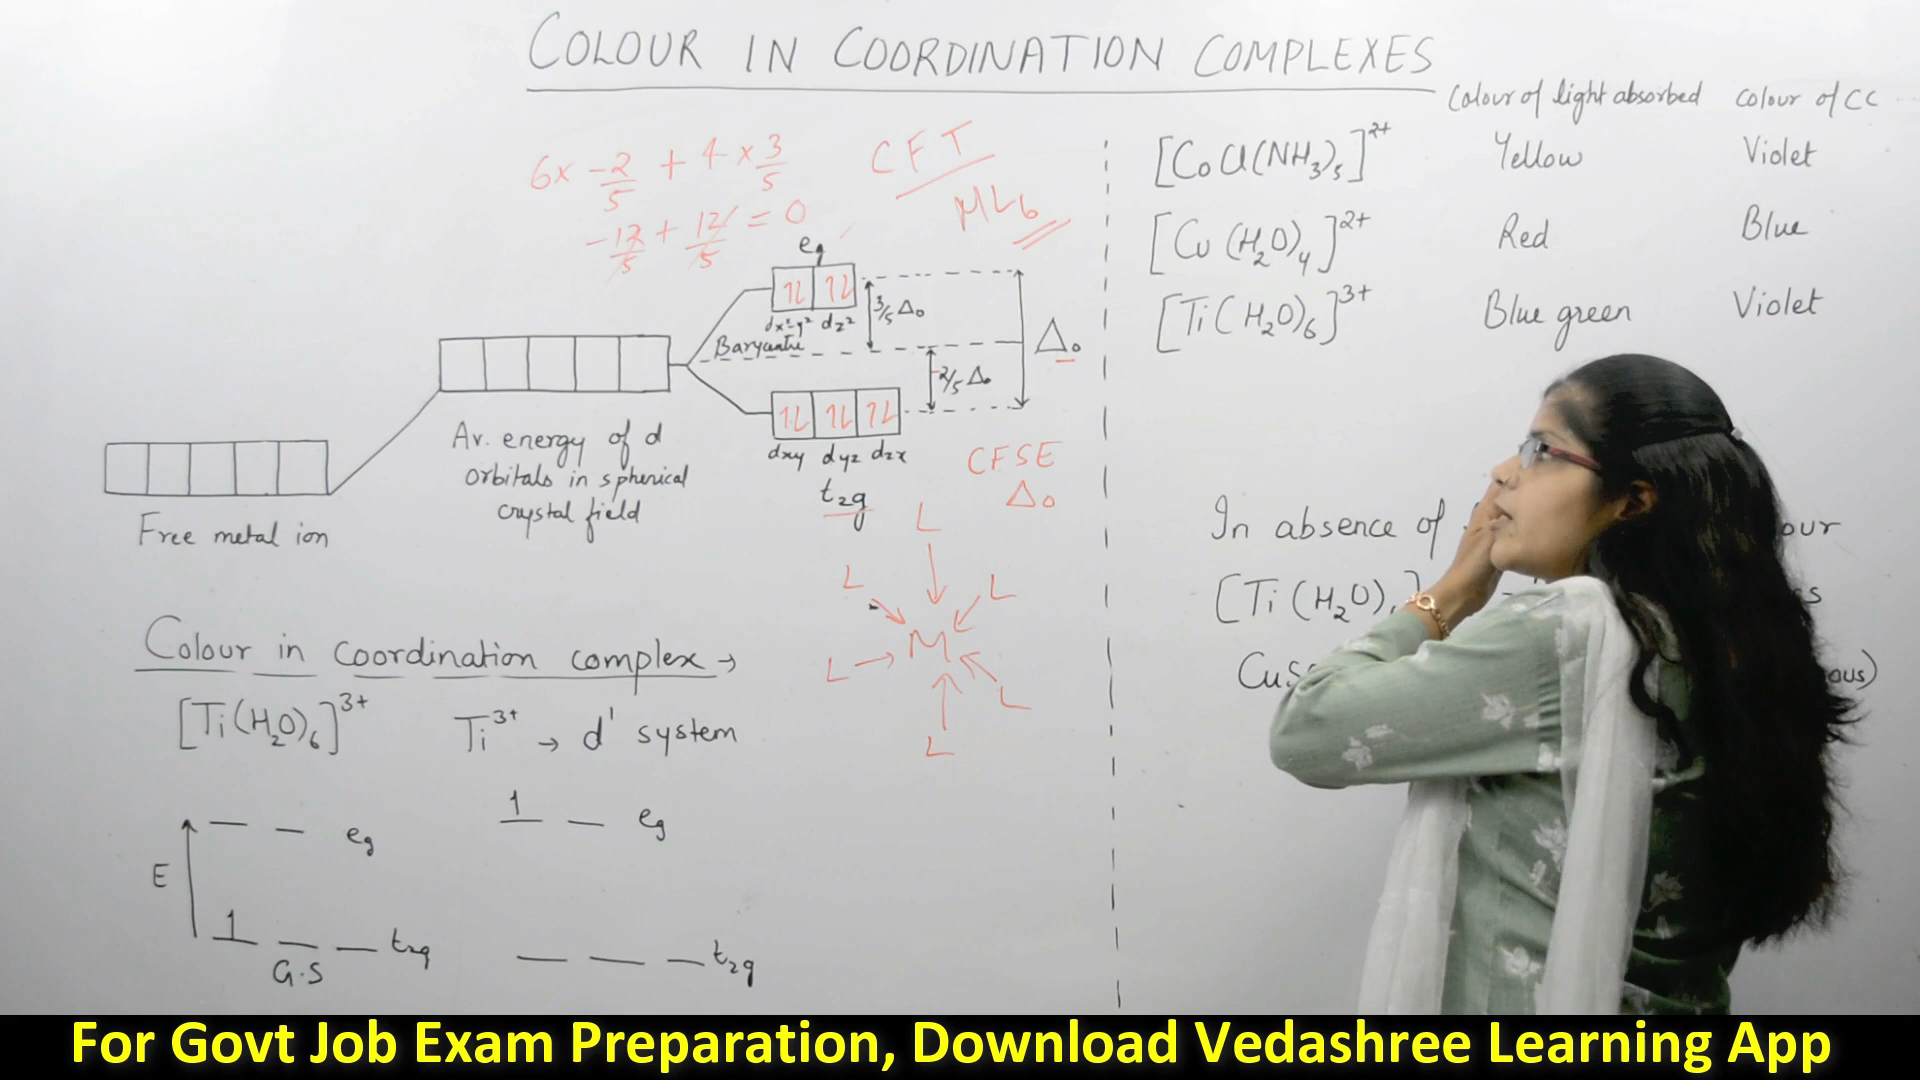 COLOUR IN COORDINATION COMPLEXES
6x -2/5 + 4 x 3/5
-12/5 + 12/5 = 0
CFT
ML6
eg
dx²-y² dz²
3/5 Δo
Barycentre
Δo
-2/5 Δo
dxy dyz dzx
t2g
Av. energy of d
orbitals in spherical
crystal field
Free metal ion
CFSE
Δo
L
L L
M
L L
L
Colour in coordination complex →
[Ti(H2O)6]3+ Ti3+ → d1 system
E
1 eg
eg
1 t2g
G.S
t2g
Colour of light absorbed Colour of CC
[CoCl(NH3)5]2+ Yellow Violet
[Cu(H2O)4]2+ Red Blue
[Ti(H2O)6]3+ Blue green Violet
In absence of
[Ti(H2O)
For Govt Job Exam Preparation, Download Vedashree Learning App